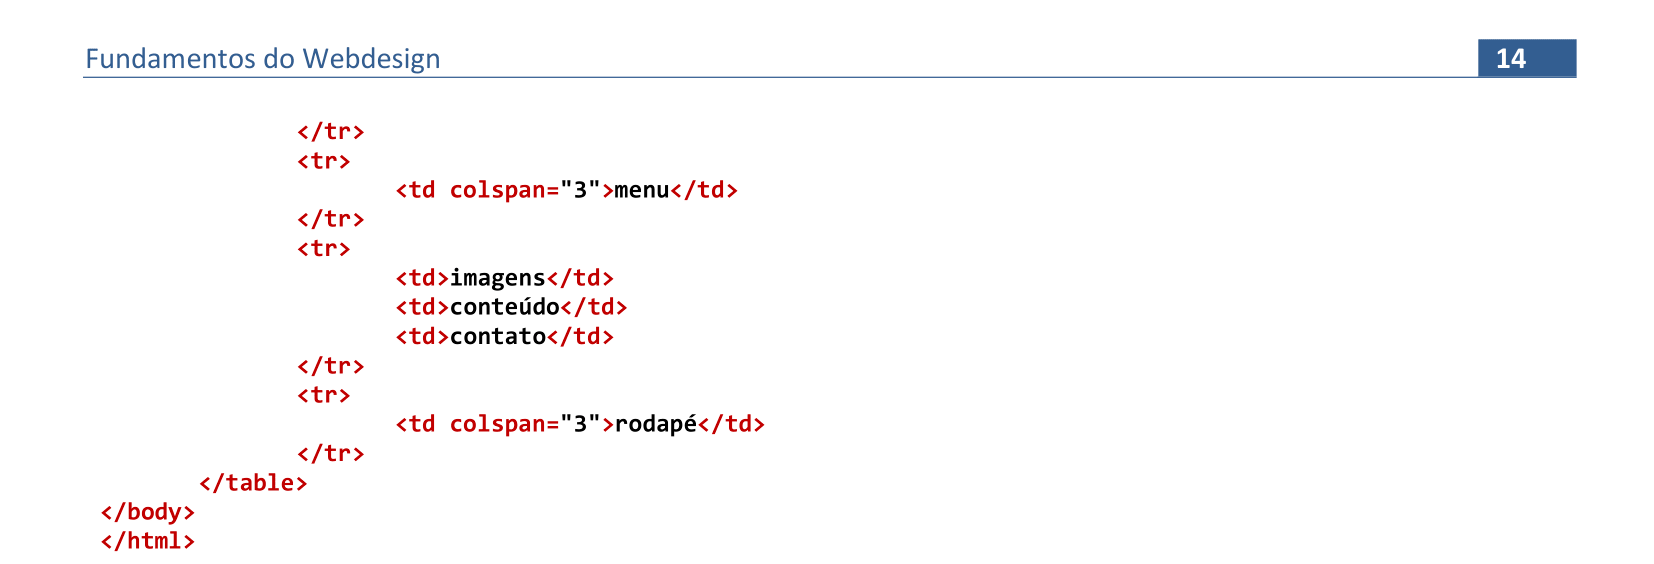 Fundamentos do Webdesign 14
</tr>
<tr>
<td colspan="3">menu</td>
</tr>
<tr>
<td>imagens</td>
<td>conteúdo</td>
<td>contato</td>
</tr>
<tr>
<td colspan="3">rodapé</td>
</tr>
</table>
</body>
</html>